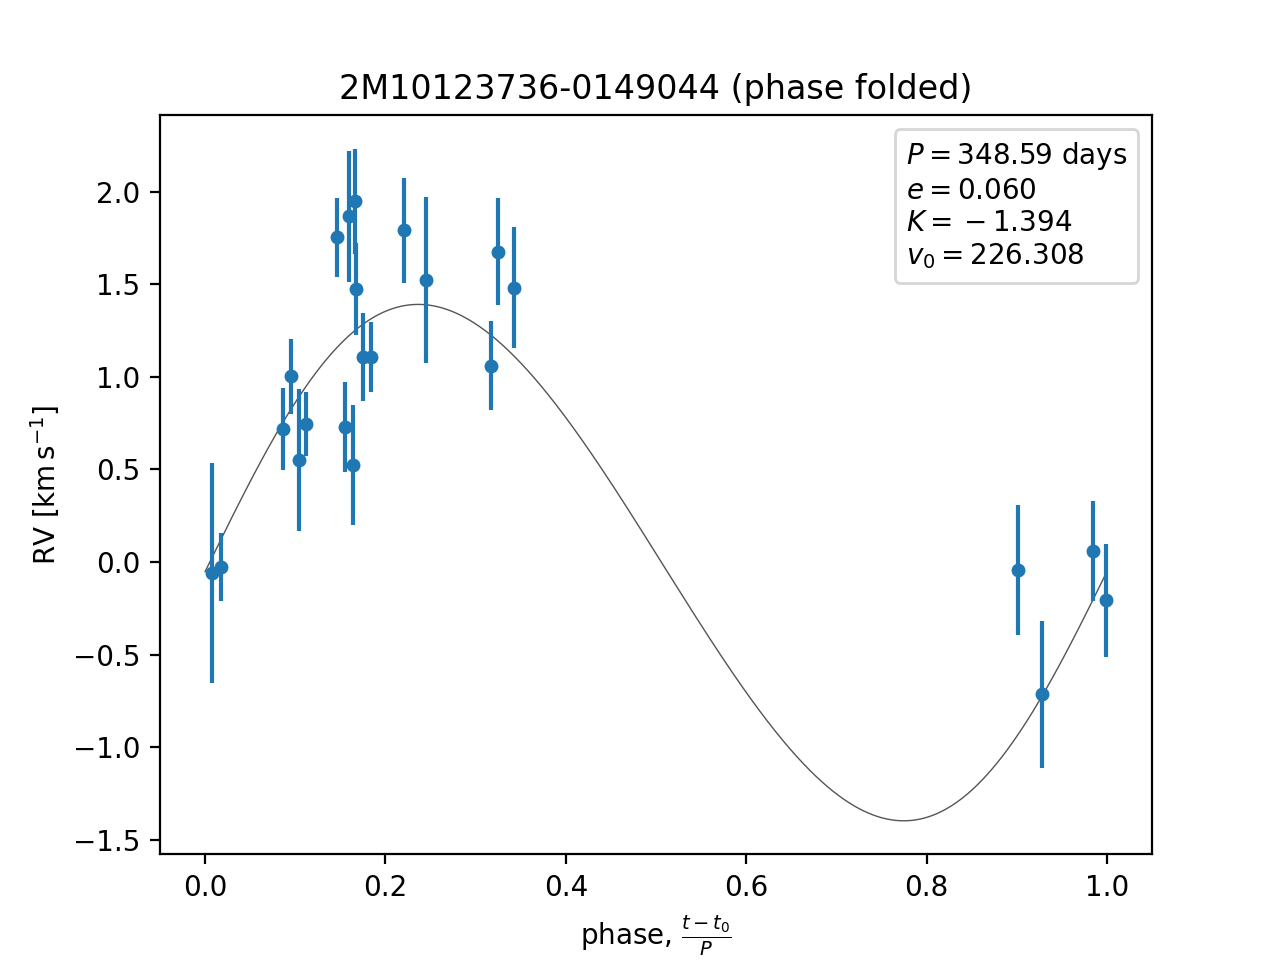 2M10123736-0149044 (phase folded)
P = 348.59 days
e = 0.060
K = −1.394
v₀ = 226.308
2.0
1.5
1.0
0.5
0.0
−0.5
−1.0
−1.5
RV [km s⁻¹]
0.0 0.2 0.4 0.6 0.8 1.0
phase, (t − t₀)/P